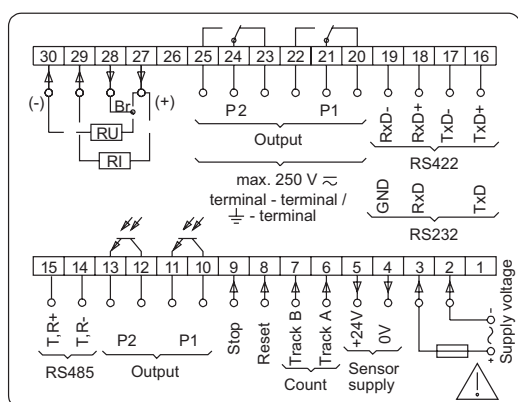 30 29 28 27 26 25 24 23 22 21 20 19 18 17 16
(-) Br (+)
RU
RI
P2 P1
Output
RxD- RxD+ TxD- TxD+
RS422
max. 250 V ⎓
terminal - terminal /
⏚ - terminal
GND RxD TxD
RS232
15 14 13 12 11 10 9 8 7 6 5 4 3 2 1
T,R+ T,R-
RS485
P2 P1
Output
Stop
Reset
Track B Track A
Count
+24V 0V
Sensor
supply
- +
Supply voltage
!